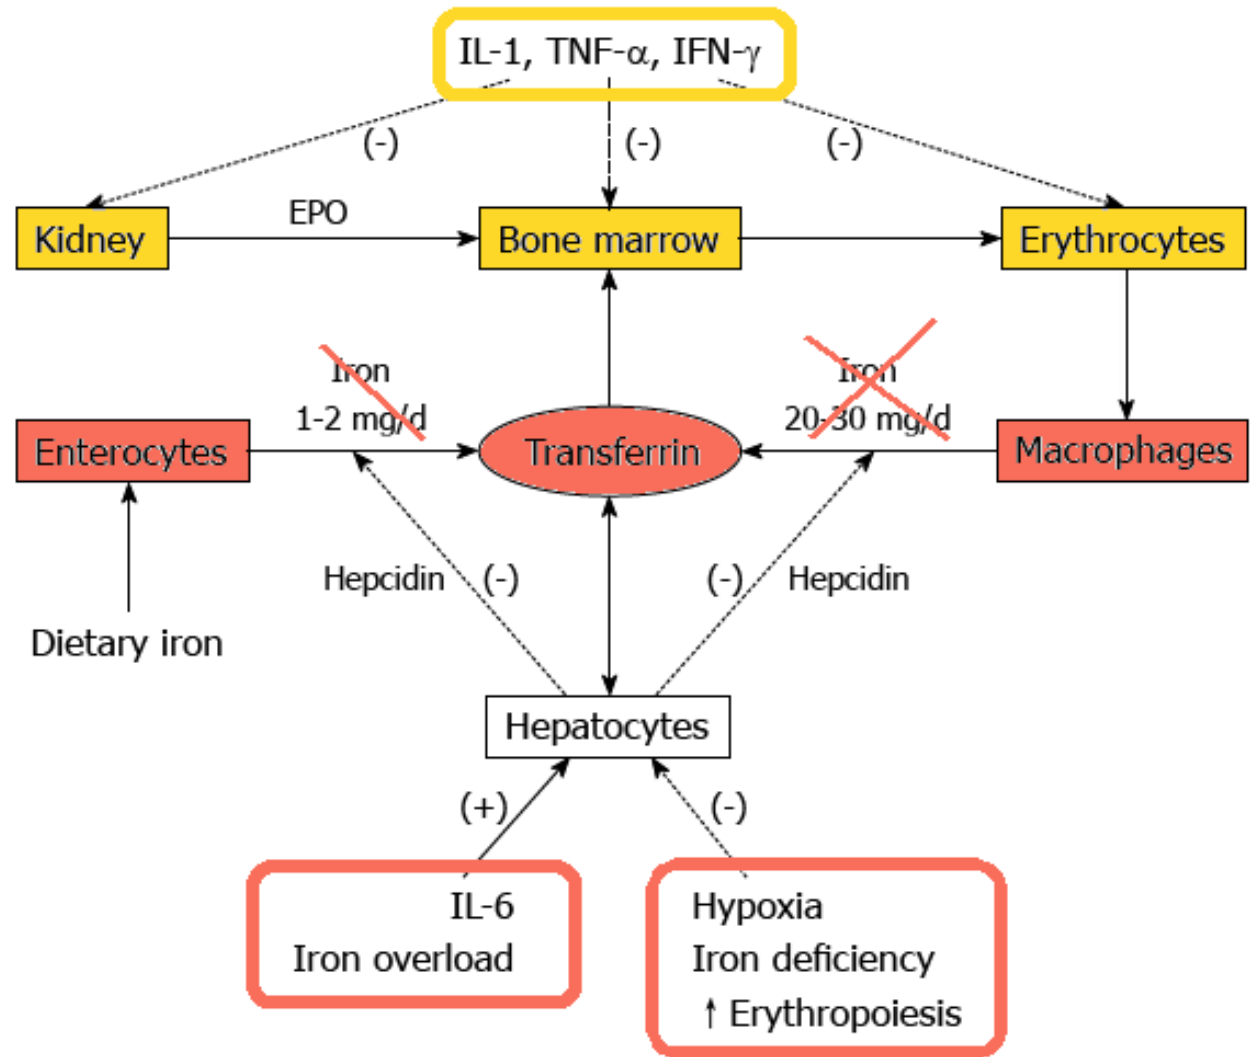 IL-1, TNF-α, IFN-γ
(-)
(-)
(-)
Kidney
EPO
Bone marrow
Erythrocytes
Iron
1-2 mg/d
Iron
20-30 mg/d
Enterocytes
Transferrin
Macrophages
Hepcidin
(-)
(-)
Hepcidin
Dietary iron
Hepatocytes
(+)
(-)
IL-6
Iron overload
Hypoxia
Iron deficiency
↑ Erythropoiesis